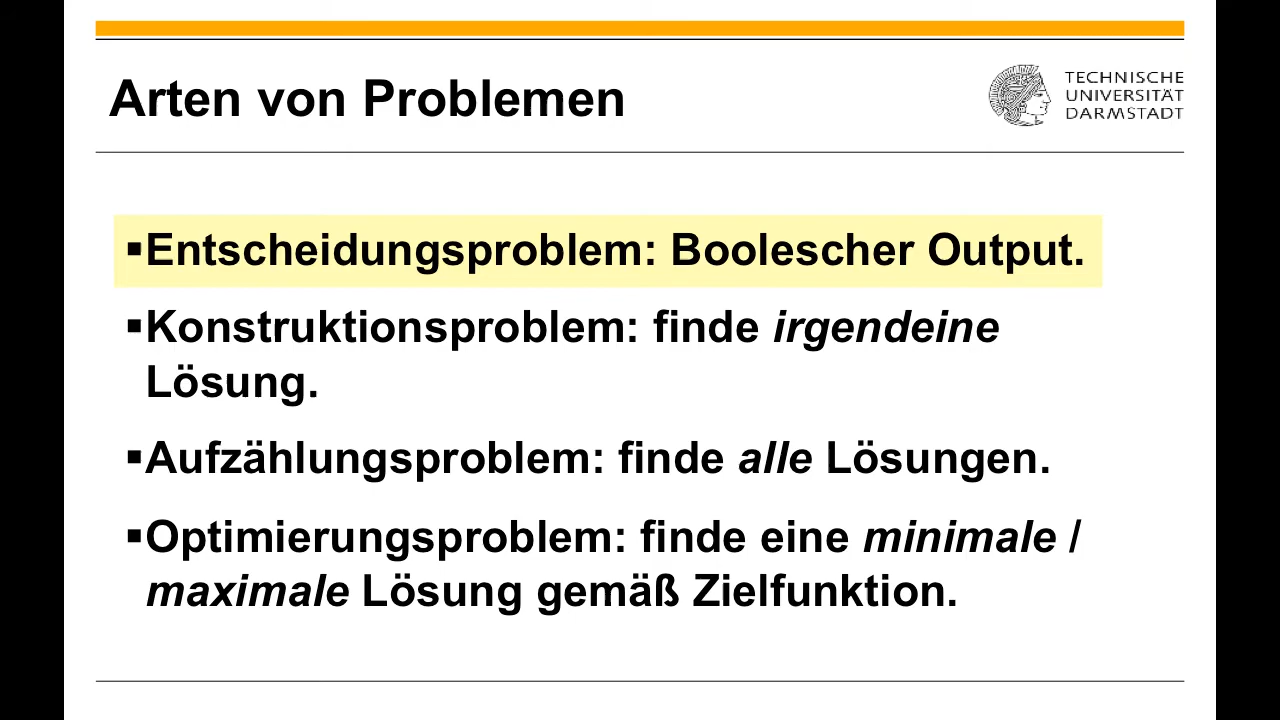 Arten von Problemen
TECHNISCHE
UNIVERSITÄT
DARMSTADT
▪Entscheidungsproblem: Boolescher Output.
▪Konstruktionsproblem: finde irgendeine
Lösung.
▪Aufzählungsproblem: finde alle Lösungen.
▪Optimierungsproblem: finde eine minimale /
maximale Lösung gemäß Zielfunktion.